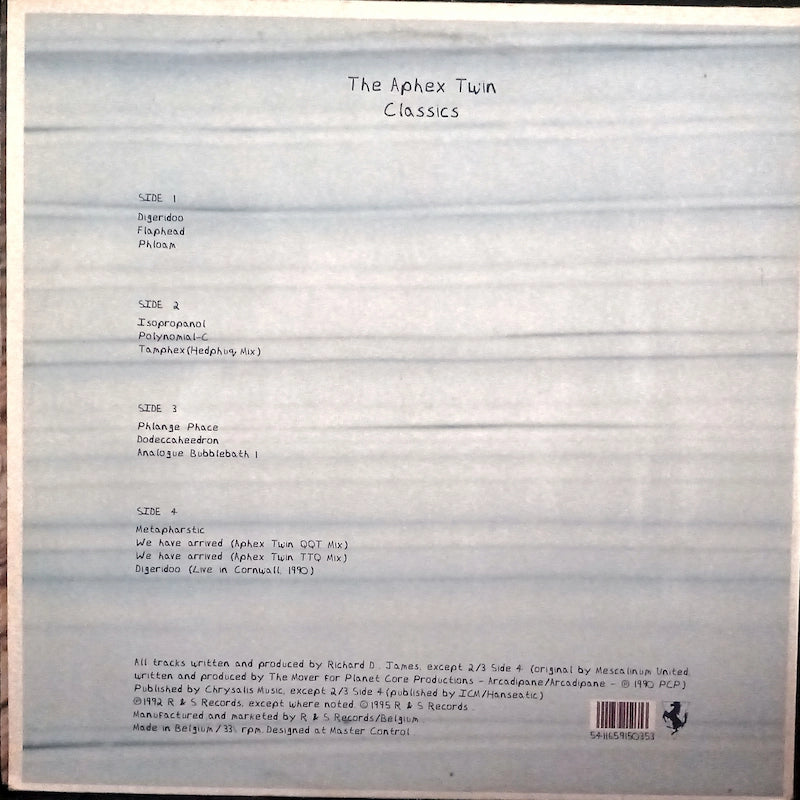 The Aphex Twin
Classics
SIDE 1
Digeridoo
Flaphead
Phloam
SIDE 2
Isopropanol
Polynomial-C
Tamphex (Hedphuq Mix)
SIDE 3
Phlange Phace
Dodeccaheedron
Analogue Bubblebath 1
SIDE 4
Metapharstic
We have arrived (Aphex Twin QQT Mix)
We have arrived (Aphex Twin TTQ Mix)
Digeridoo (Live in Cornwall, 1990)
All tracks written and produced by Richard D. James, except 2/3 Side 4 (original by Mescalinum United,
written and produced by The Mover For Planet Core Productions - Arcadipane/Arcadipane - ℗ 1990 PCP)
Published by Chrysalis Music, except 2/3 Side 4 (published by ICM/Hanseatic)
℗ 1992 R & S Records, except where noted © 1995 R & S Records.
Manufactured and marketed by R & S Records/Belgium.
Made in Belgium / 33⅓ rpm. Designed at Master Control
5411659150353